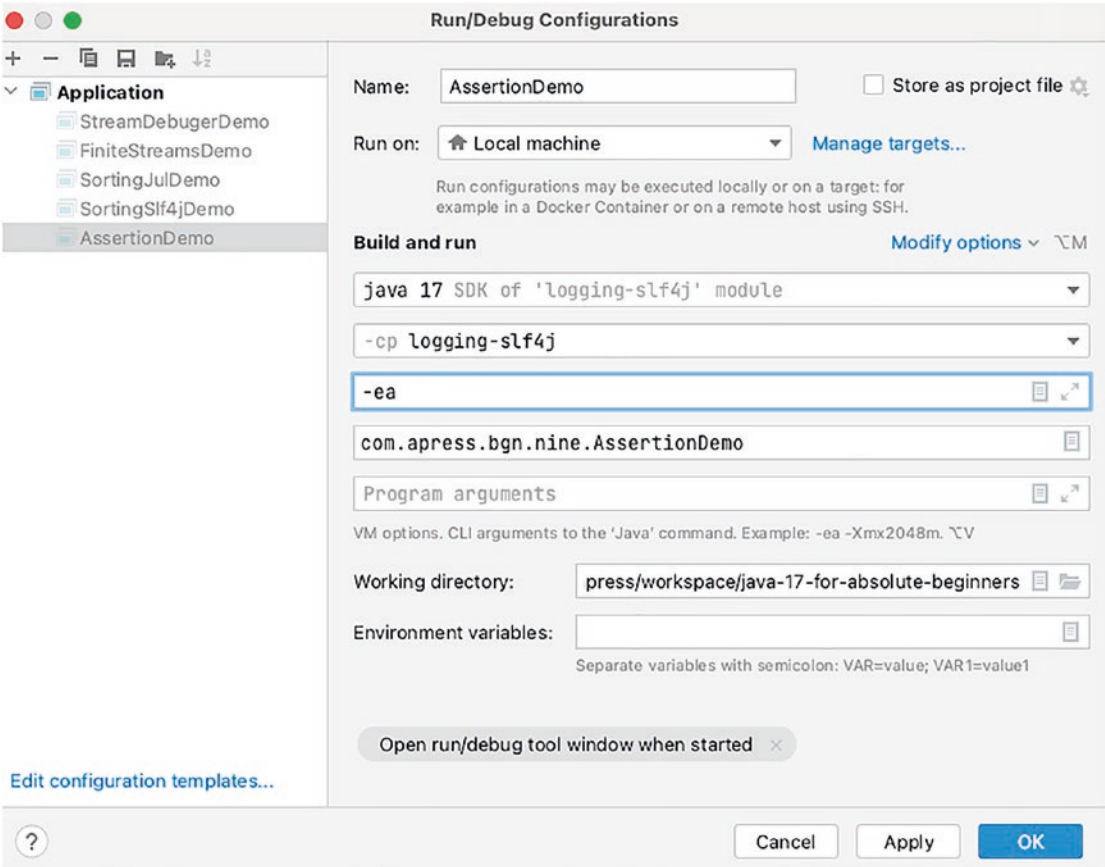 Run/Debug Configurations
Application
StreamDebugerDemo
FiniteStreamsDemo
SortingJulDemo
SortingSlf4jDemo
AssertionDemo
Edit configuration templates...
?
Name: AssertionDemo Store as project file
Run on: Local machine Manage targets...
Run configurations may be executed locally or on a target: for
example in a Docker Container or on a remote host using SSH.
Build and run Modify options ⌥M
java 17 SDK of 'logging-slf4j' module
-cp logging-slf4j
-ea
com.apress.bgn.nine.AssertionDemo
Program arguments
VM options. CLI arguments to the ‘Java’ command. Example: -ea -Xmx2048m. ⌥V
Working directory: press/workspace/java-17-for-absolute-beginners
Environment variables:
Separate variables with semicolon: VAR=value; VAR1=value1
Open run/debug tool window when started ×
Cancel Apply OK